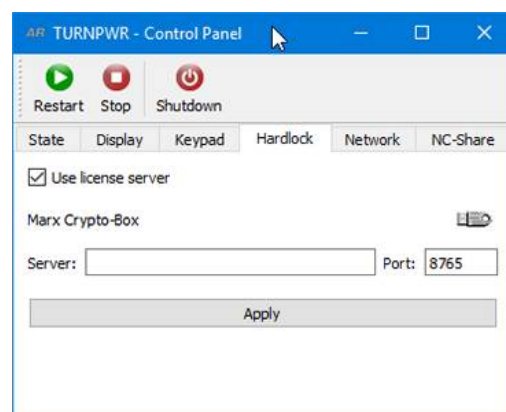 AR TURNPWR - Control Panel
Restart Stop Shutdown
State Display Keypad Hardlock Network NC-Share
Use license server
Marx Crypto-Box
Server: Port: 8765
Apply